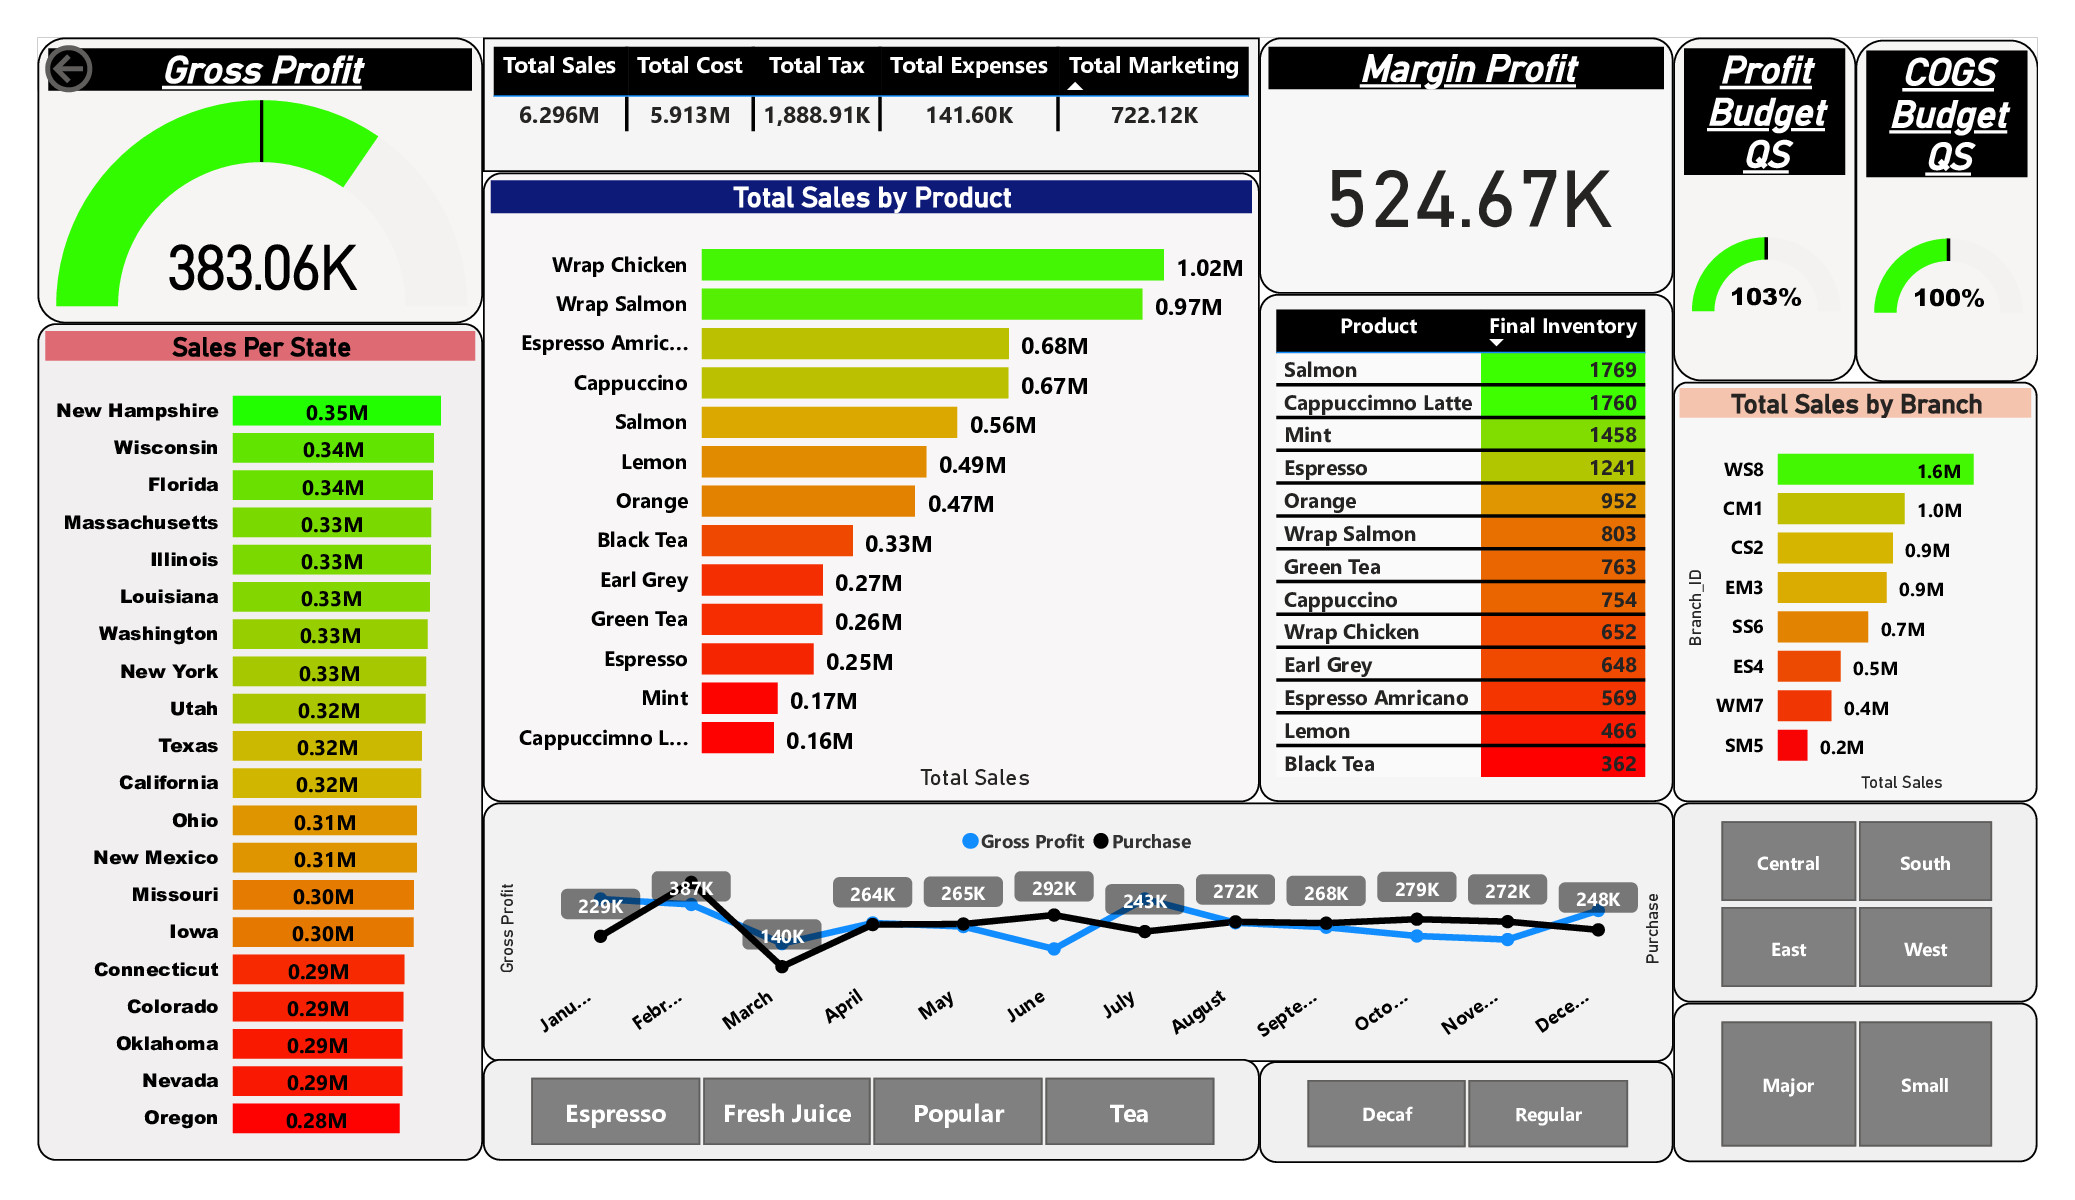 Gross Profit
383.06K
Total Sales Total Cost Total Tax Total Expenses Total Marketing
6.296M 5.913M 1,888.91K 141.60K 722.12K
Margin Profit
524.67K
Profit
Budget
QS
103%
COGS
Budget
QS
100%
Sales Per State
New Hampshire 0.35M
Wisconsin 0.34M
Florida 0.34M
Massachusetts 0.33M
Illinois 0.33M
Louisiana 0.33M
Washington 0.33M
New York 0.33M
Utah 0.32M
Texas 0.32M
California 0.32M
Ohio 0.31M
New Mexico 0.31M
Missouri 0.30M
Iowa 0.30M
Connecticut 0.29M
Colorado 0.29M
Oklahoma 0.29M
Nevada 0.29M
Oregon 0.28M
Total Sales by Product
Wrap Chicken 1.02M
Wrap Salmon 0.97M
Espresso Amric... 0.68M
Cappuccino 0.67M
Salmon 0.56M
Lemon 0.49M
Orange 0.47M
Black Tea 0.33M
Earl Grey 0.27M
Green Tea 0.26M
Espresso 0.25M
Mint 0.17M
Cappuccimno L... 0.16M
Total Sales
Product Final Inventory
Salmon 1769
Cappuccimno Latte 1760
Mint 1458
Espresso 1241
Orange 952
Wrap Salmon 803
Green Tea 763
Cappuccino 754
Wrap Chicken 652
Earl Grey 648
Espresso Amricano 569
Lemon 466
Black Tea 362
Total Sales by Branch
Branch_ID
WS8 1.6M
CM1 1.0M
CS2 0.9M
EM3 0.9M
SS6 0.7M
ES4 0.5M
WM7 0.4M
SM5 0.2M
Total Sales
Gross Profit Purchase
Gross Profit
229K 387K 140K 264K 265K 292K 243K 272K 268K 279K 272K 248K
Purchase
Janu... Febr... March April May June July August Septe... Octo... Nove... Dece...
Central South
East West
Major Small
Espresso Fresh Juice Popular Tea
Decaf Regular